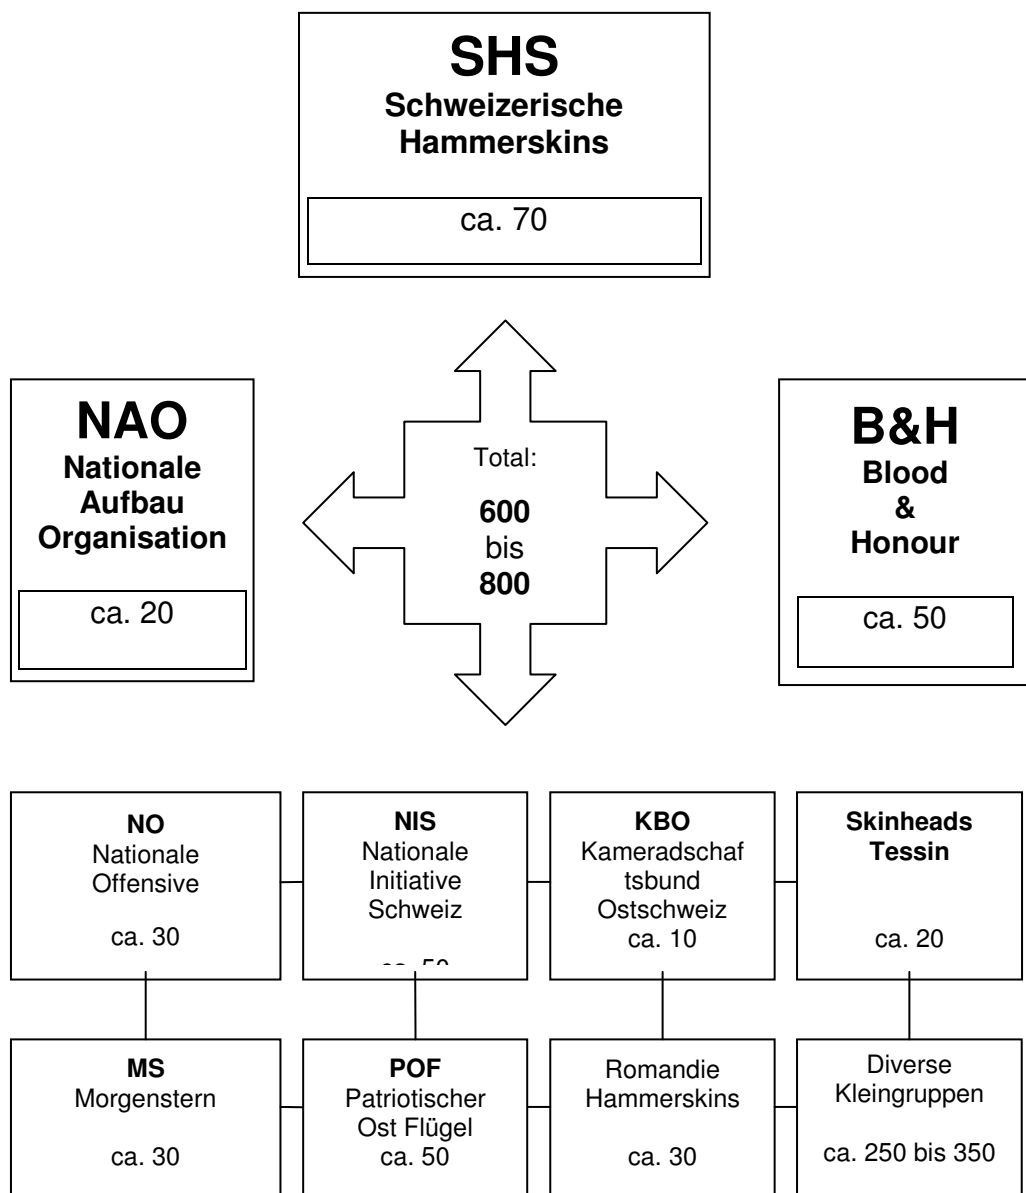 SHS
Schweizerische
Hammerskins
ca. 70
NAO
Nationale
Aufbau
Organisation
ca. 20
Total:
600
bis
800
B&H
Blood
&
Honour
ca. 50
NO
Nationale
Offensive
ca. 30
NIS
Nationale
Initiative
Schweiz
ca. 50
KBO
Kameradschaf
tsbund
Ostschweiz
ca. 10
Skinheads
Tessin
ca. 20
MS
Morgenstern
ca. 30
POF
Patriotischer
Ost Flügel
ca. 50
Romandie
Hammerskins
ca. 30
Diverse
Kleingruppen
ca. 250 bis 350